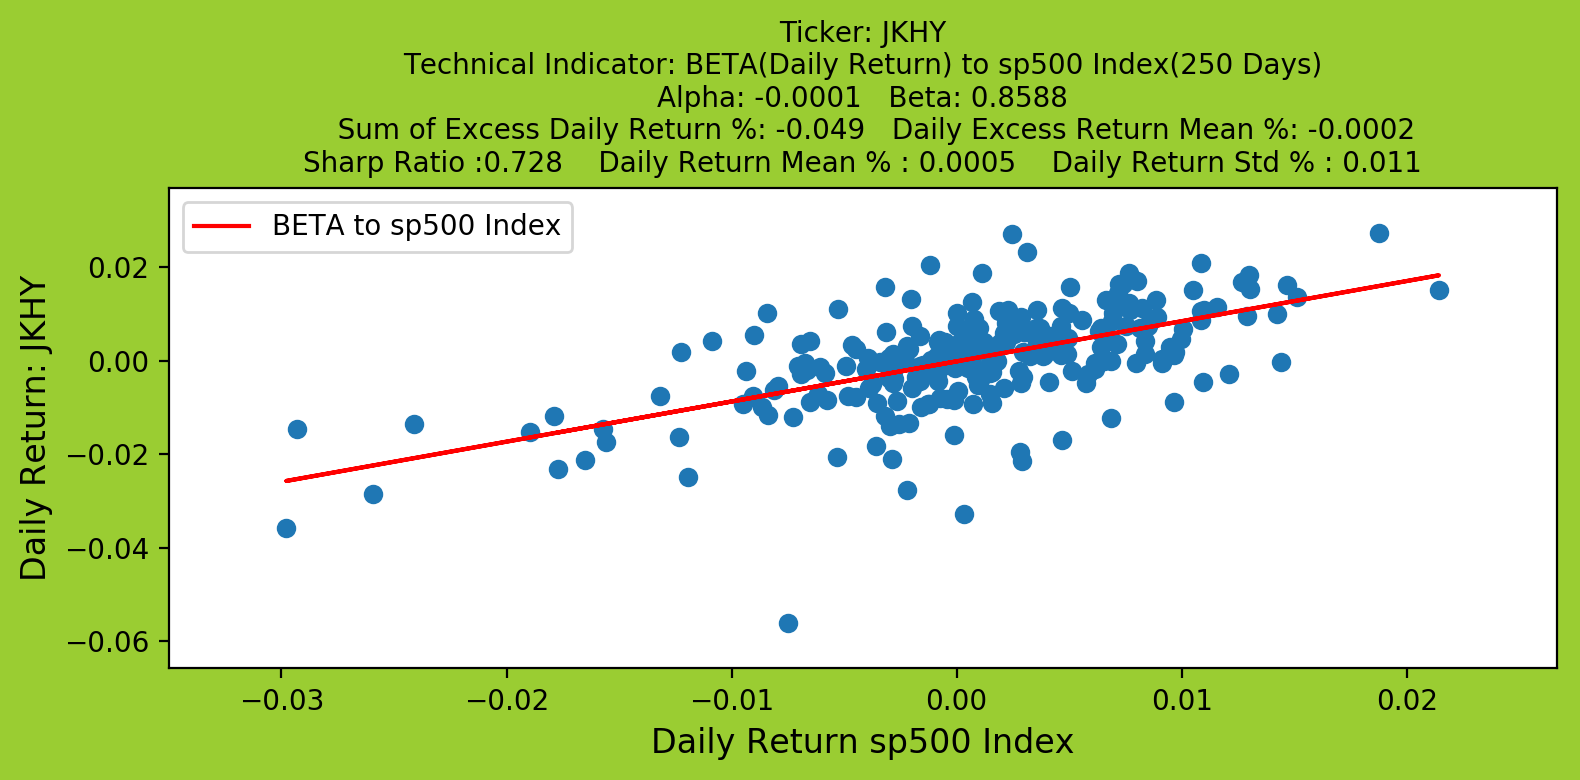 Ticker: JKHY
Technical Indicator: BETA(Daily Return) to sp500 Index(250 Days)
Alpha: -0.0001 Beta: 0.8588
Sum of Excess Daily Return %: -0.049 Daily Excess Return Mean %: -0.0002
Sharp Ratio :0.728 Daily Return Mean % : 0.0005 Daily Return Std % : 0.011
BETA to sp500 Index
Daily Return: JKHY
0.02
0.00
−0.02
−0.04
−0.06
−0.03 −0.02 −0.01 0.00 0.01 0.02
Daily Return sp500 Index